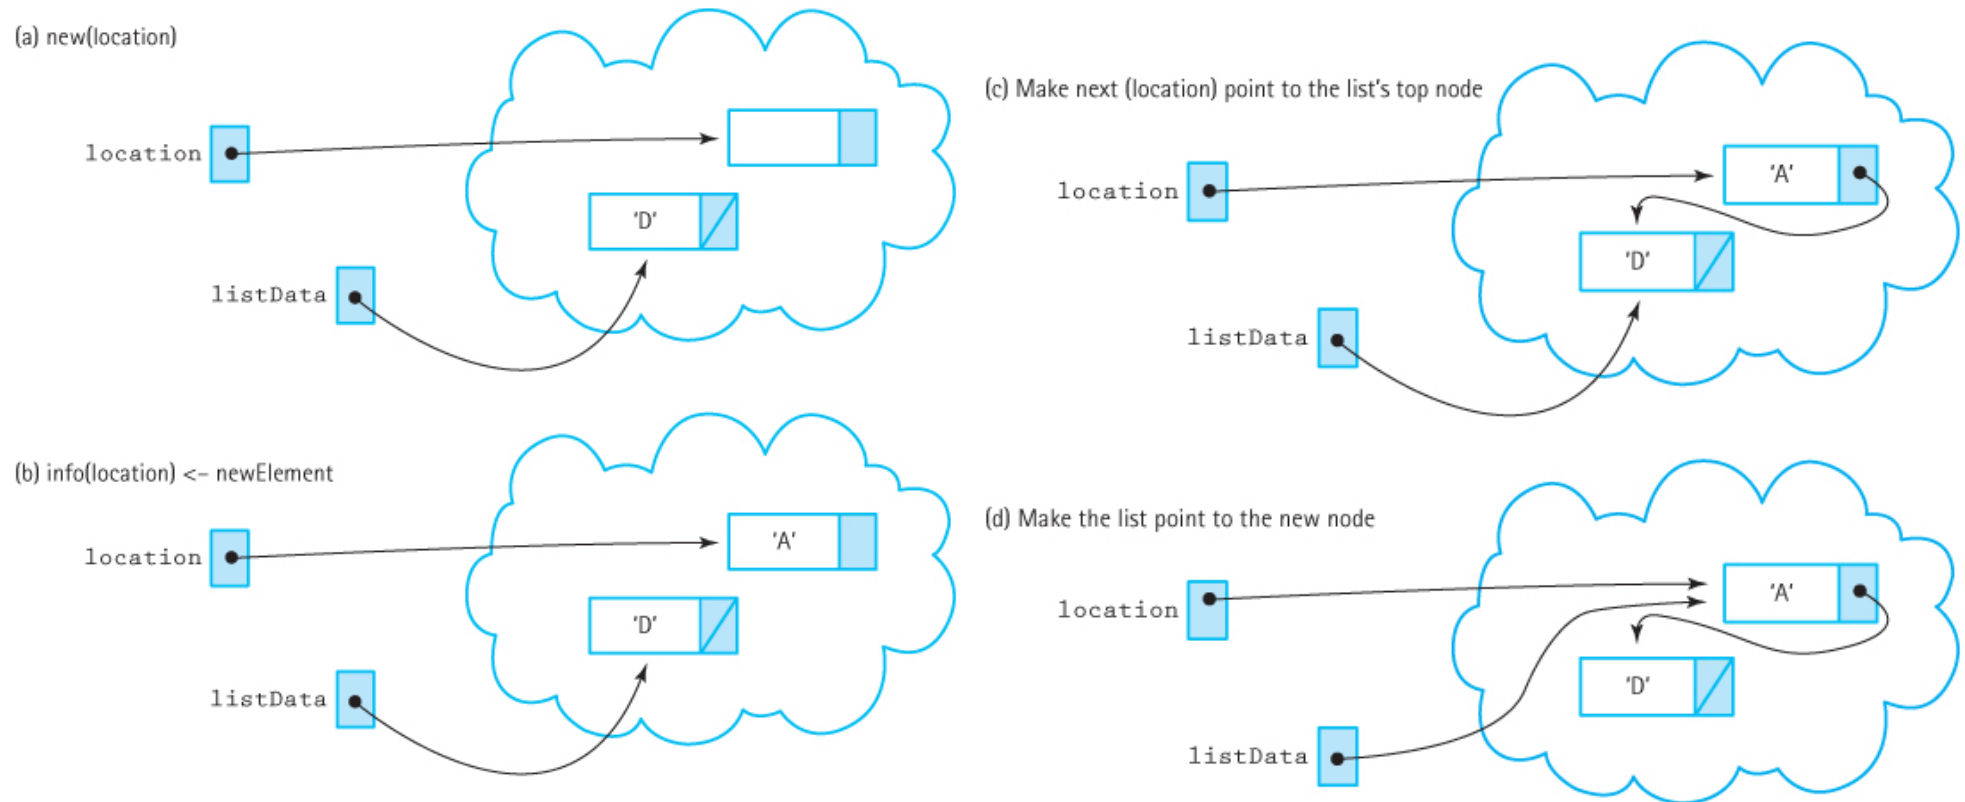 (a) new(location)
location
'D'
listData
(b) info(location) <- newElement
location
'A'
'D'
listData
(c) Make next (location) point to the list's top node
location
'A'
'D'
listData
(d) Make the list point to the new node
location
'A'
'D'
listData